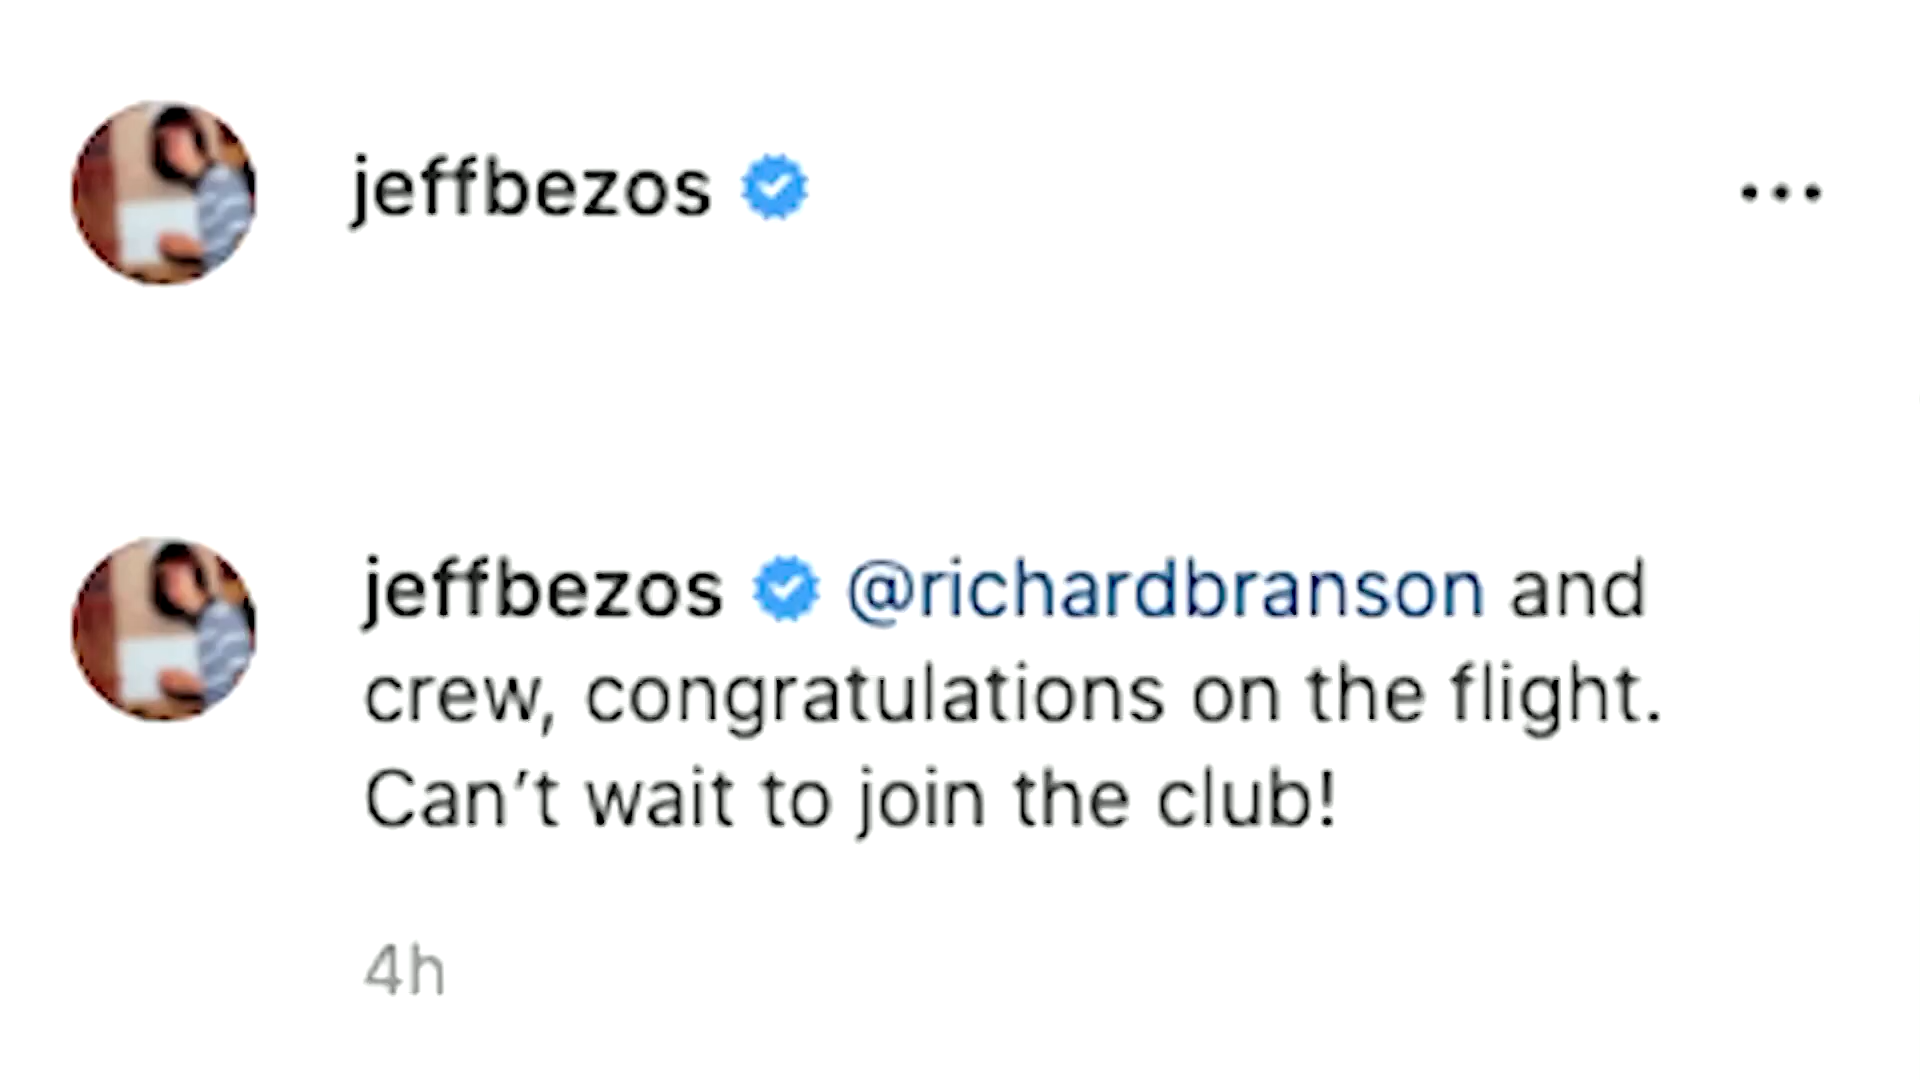 jeffbezos
jeffbezos @richardbranson and
crew, congratulations on the flight.
Can’t wait to join the club!
4h